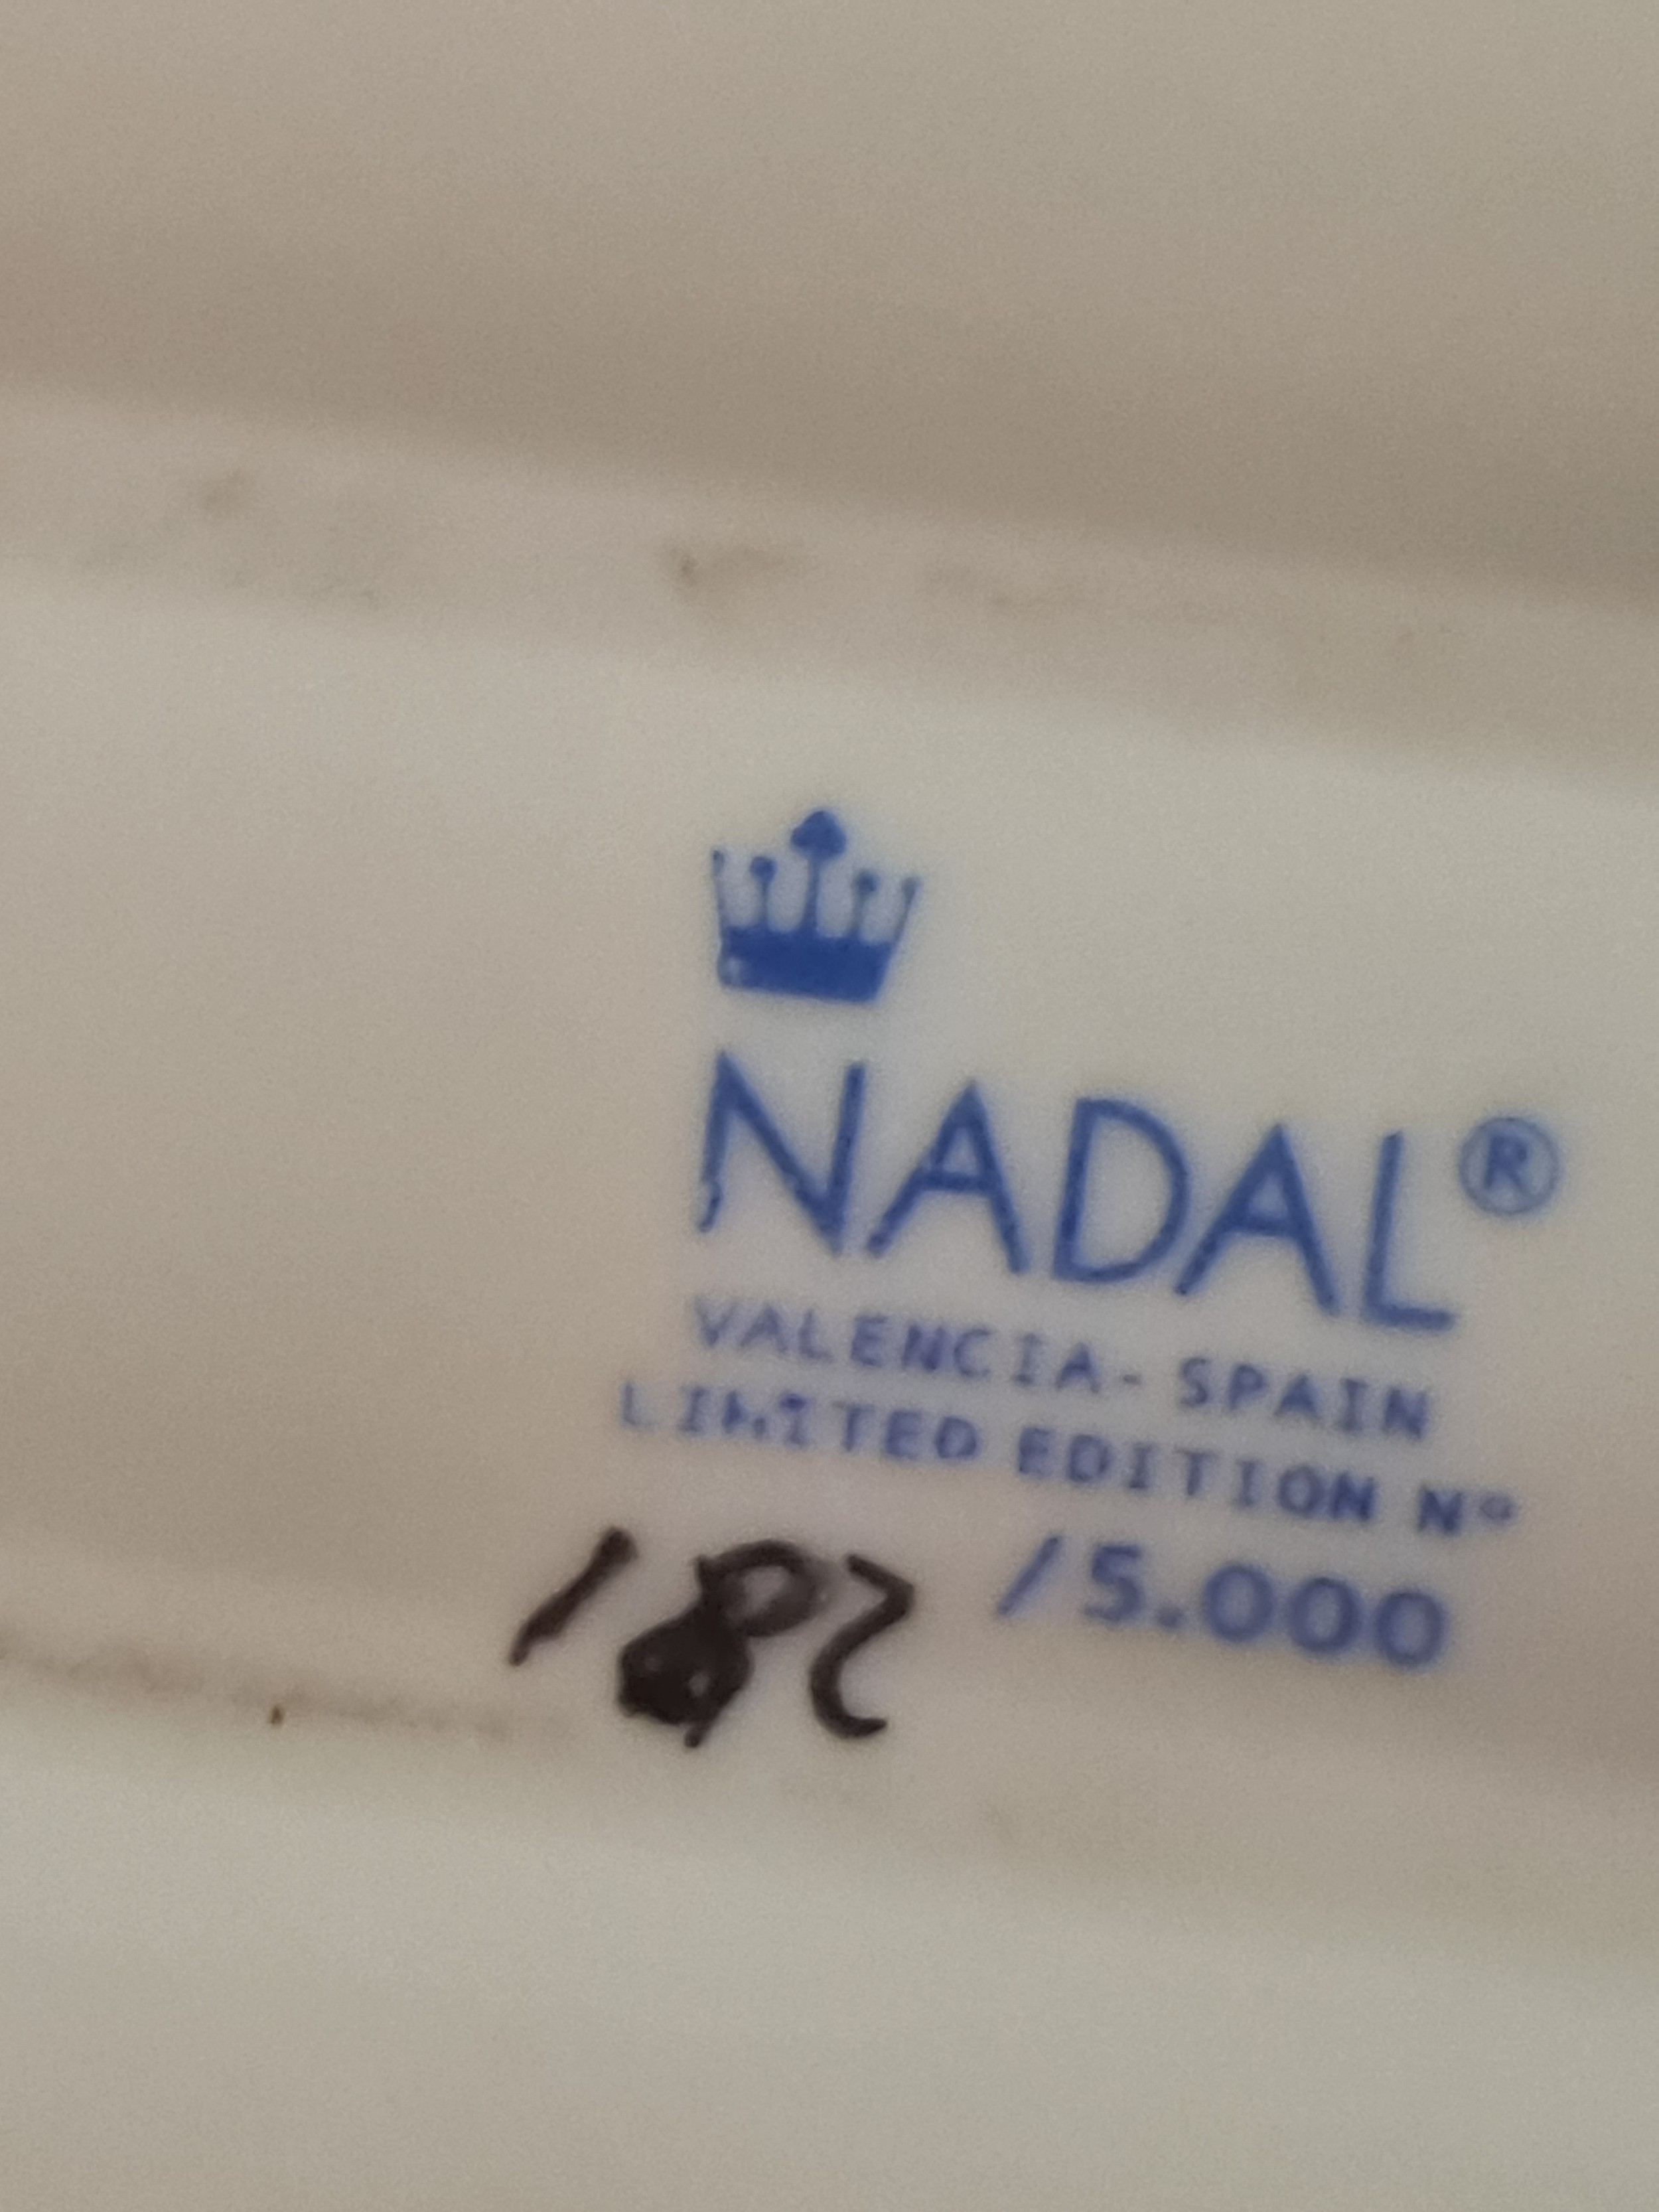 NADAL®
VALENCIA - SPAIN
LIMITED EDITION Nº
182 /5.000